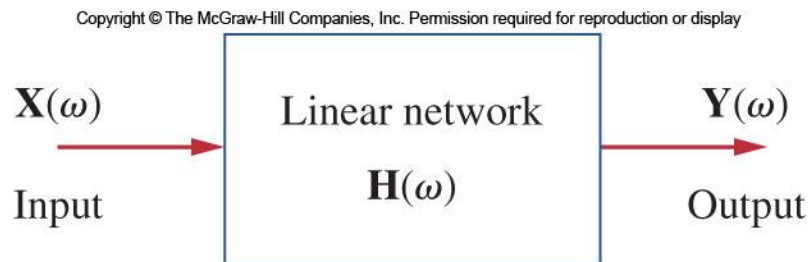 Copyright © The McGraw-Hill Companies, Inc. Permission required for reproduction or display
X(ω)
Linear network
Y(ω)
H(ω)
Input
Output